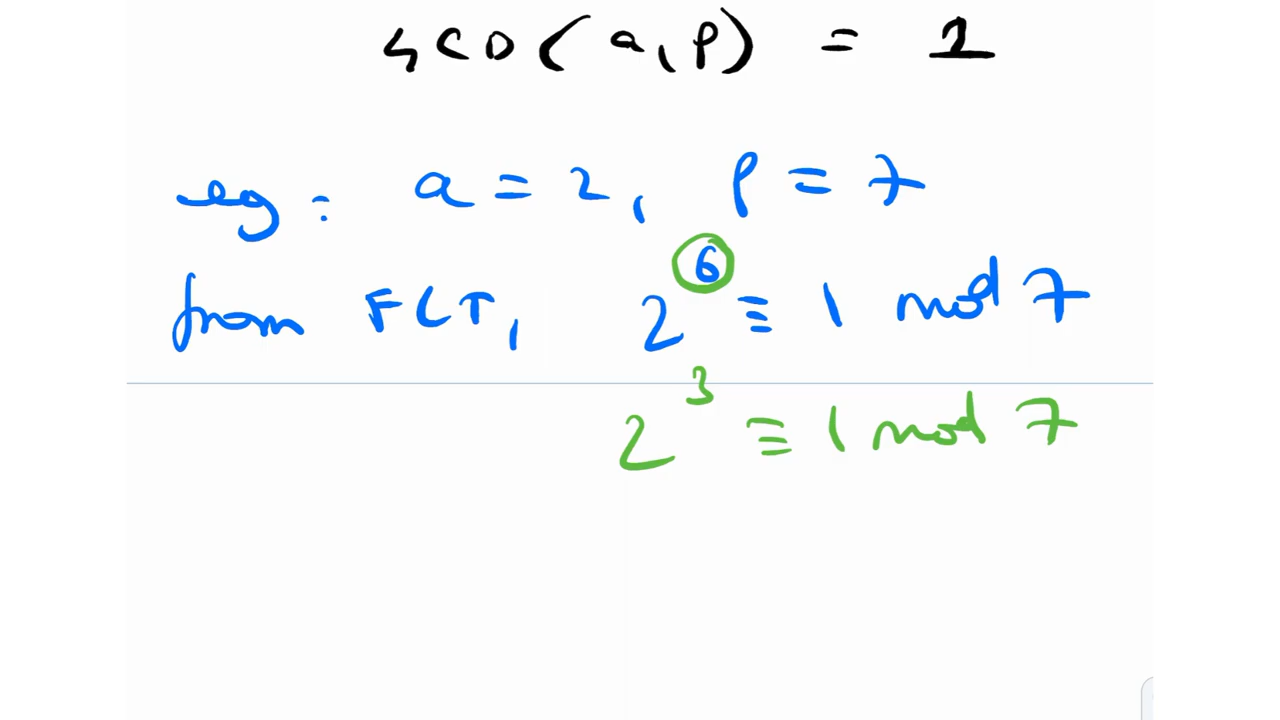 GCD(a,p) = 1
eg: a = 2, p = 7
from FLT, 2^6 ≡ 1 mod 7
2^3 ≡ 1 mod 7